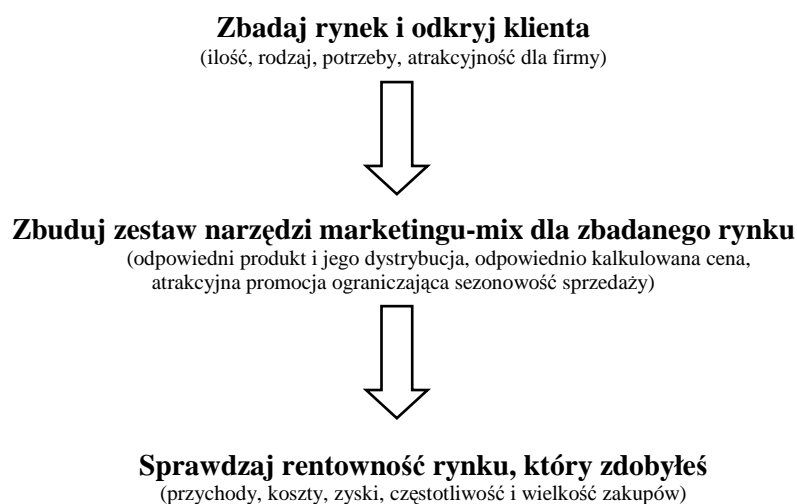 Zbadaj rynek i odkryj klienta
(ilość, rodzaj, potrzeby, atrakcyjność dla firmy)
Zbuduj zestaw narzędzi marketingu-mix dla zbadanego rynku
(odpowiedni produkt i jego dystrybucja, odpowiednio kalkulowana cena,
atrakcyjna promocja ograniczająca sezonowość sprzedaży)
Sprawdzaj rentowność rynku, który zdobyłeś
(przychody, koszty, zyski, częstotliwość i wielkość zakupów)